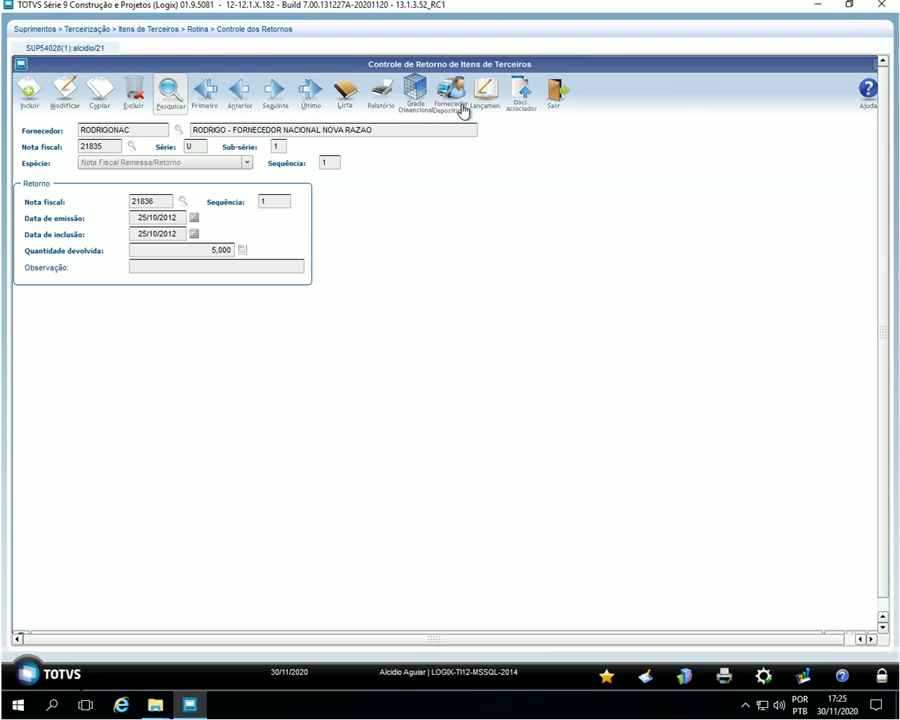 TOTVS Série 9 Construção e Projetos (Logix) 01.9.5081 - 12-12.1.X.182 - Build 7.00.131227A-20201120 - 13.1.3.52_RC1
Suprimentos > Terceirização > Itens de Terceiros > Rotina > Controle dos Retornos
SUP54028(1):alcidio/21
Controle de Retorno de Itens de Terceiros
Incluir Modificar Copiar Excluir Pesquisar Primeiro Anterior Seguinte Último Lista Relatório Grade Dimensional Fornecedor Lançamen. Docs Associados Sair Ajuda
Fornecedor: RODRIGONAC RODRIGO - FORNECEDOR NACIONAL NOVA RAZAO
Nota fiscal: 21835 Série: U Sub-série: 1
Espécie: Nota Fiscal Remessa/Retorno Sequência: 1
Retorno
Nota fiscal: 21836 Sequência: 1
Data de emissão: 25/10/2012
Data de inclusão: 25/10/2012
Quantidade devolvida: 5,000
Observação:
TOTVS 30/11/2020 Alcidio Aguiar | LOGIX-TI12-MSSQL-2014
POR 17:25
PTB 30/11/2020